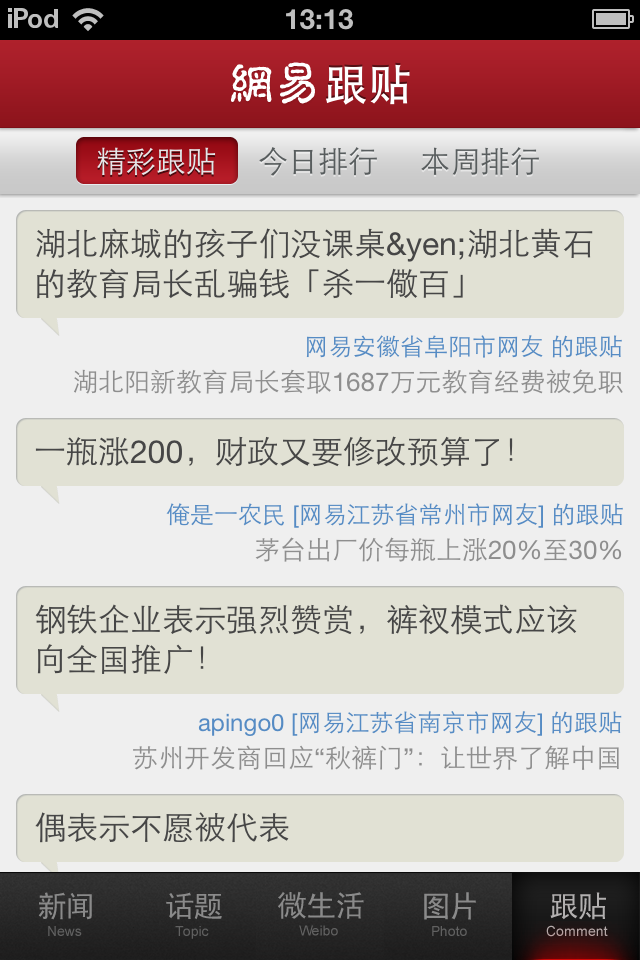 iPod 13:13
網易跟贴
精彩跟贴 今日排行 本周排行
湖北麻城的孩子们没课桌&yen;湖北黄石
的教育局长乱骗钱「杀一儆百」
网易安徽省阜阳市网友 的跟贴
湖北阳新教育局长套取1687万元教育经费被免职
一瓶涨200，财政又要修改预算了！
俺是一农民 [网易江苏省常州市网友] 的跟贴
茅台出厂价每瓶上涨20%至30%
钢铁企业表示强烈赞赏，裤衩模式应该
向全国推广！
apingo0 [网易江苏省南京市网友] 的跟贴
苏州开发商回应“秋裤门”：让世界了解中国
偶表示不愿被代表
新闻 话题 微生活 图片 跟贴
News Topic Weibo Photo Comment